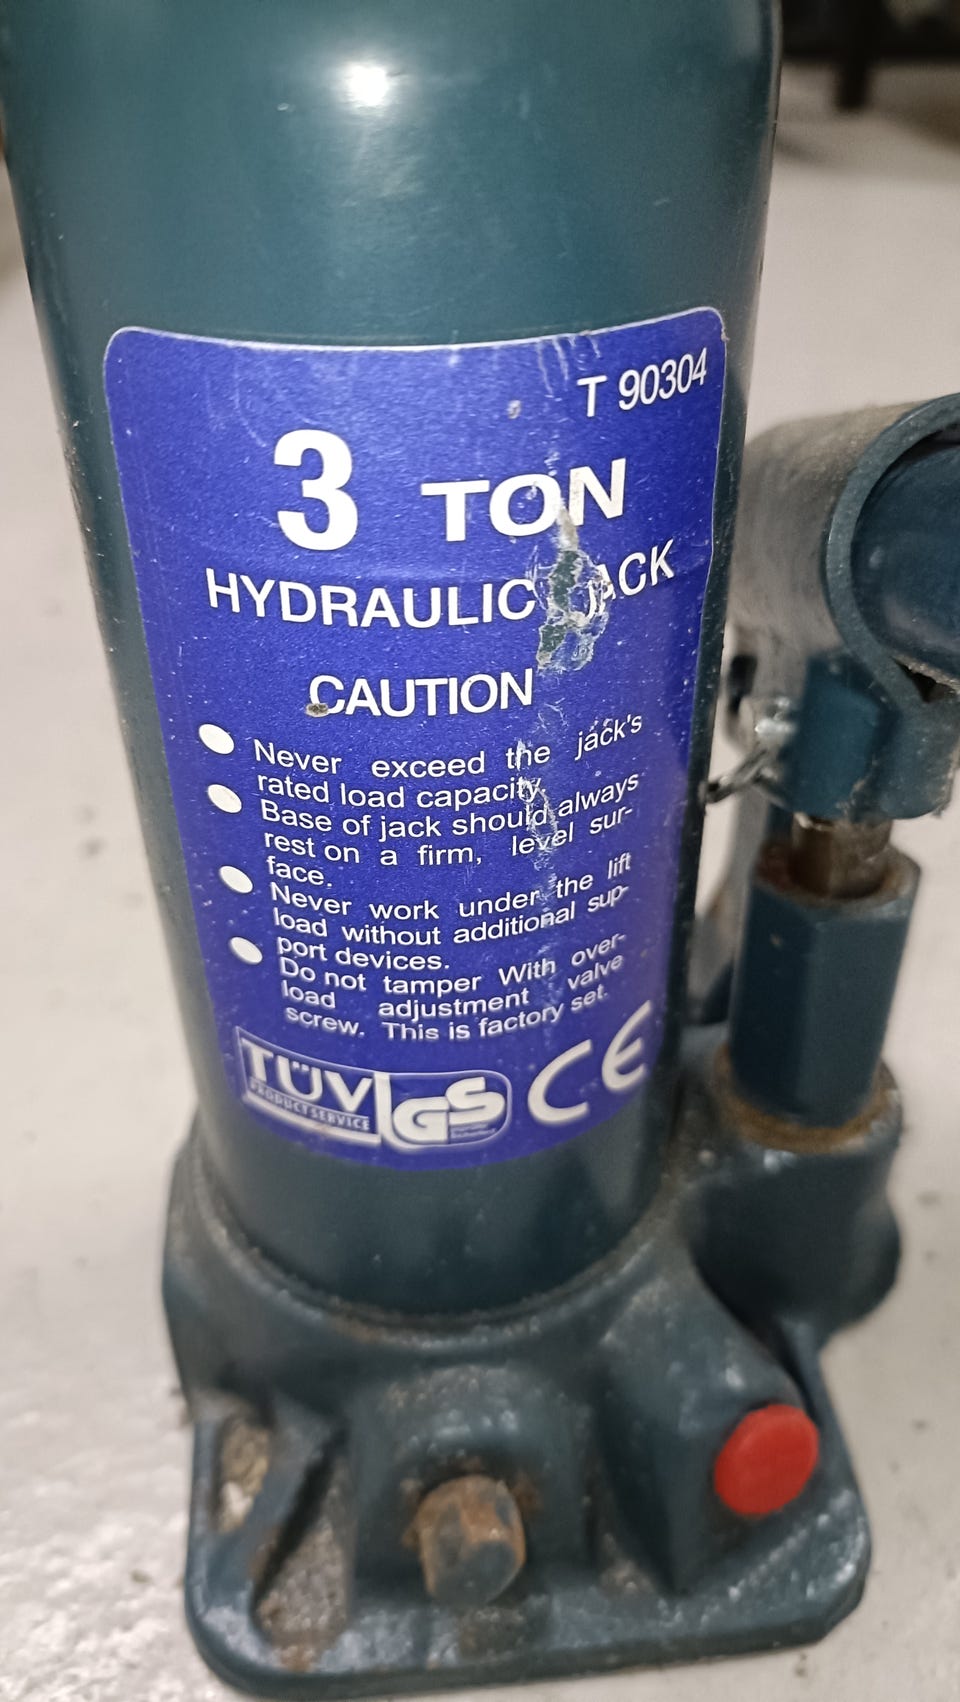 T 90304
3 TON
HYDRAULIC JACK
CAUTION
Never exceed the jack's
rated load capacity.
Base of jack should always
rest on a firm, level sur-
face.
Never work under the lift
load without additional sup-
port devices.
Do not tamper With over-
load adjustment valve
screw. This is factory set.
TÜV
PRODUCT SERVICE
GS
CE